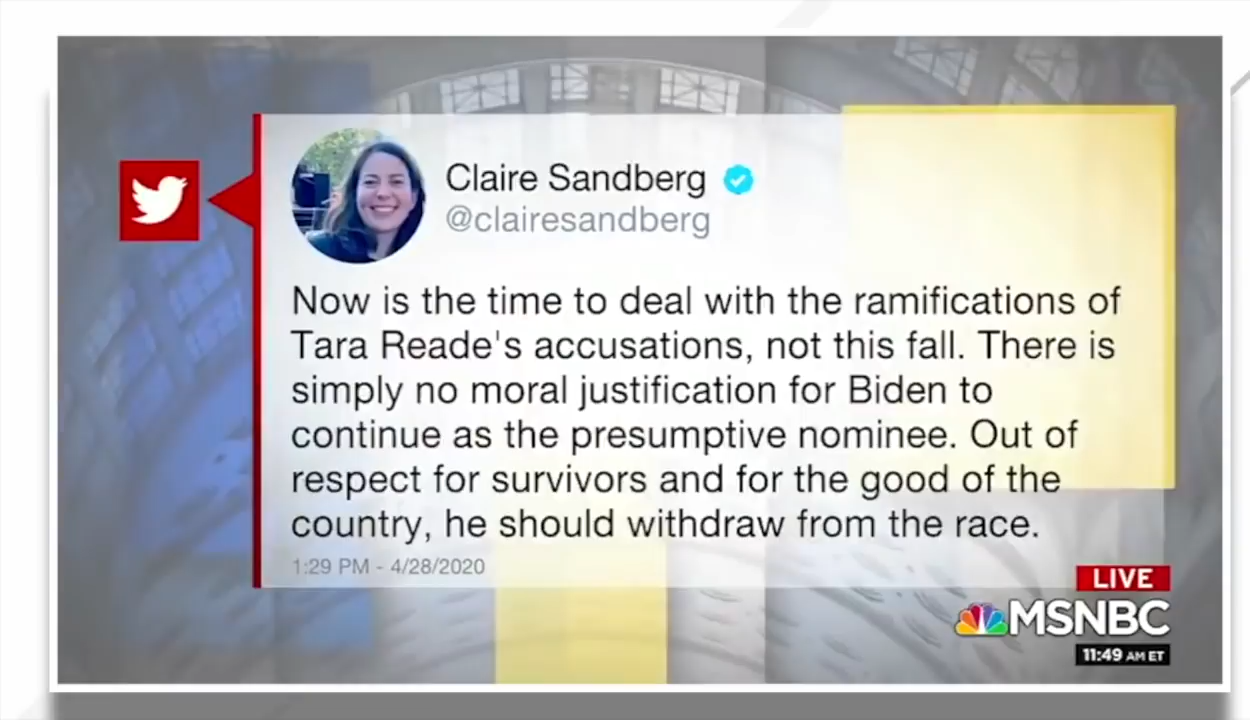 Claire Sandberg
@clairesandberg
Now is the time to deal with the ramifications of
Tara Reade's accusations, not this fall. There is
simply no moral justification for Biden to
continue as the presumptive nominee. Out of
respect for survivors and for the good of the
country, he should withdraw from the race.
1:29 PM - 4/28/2020
LIVE
MSNBC
11:49 AM ET